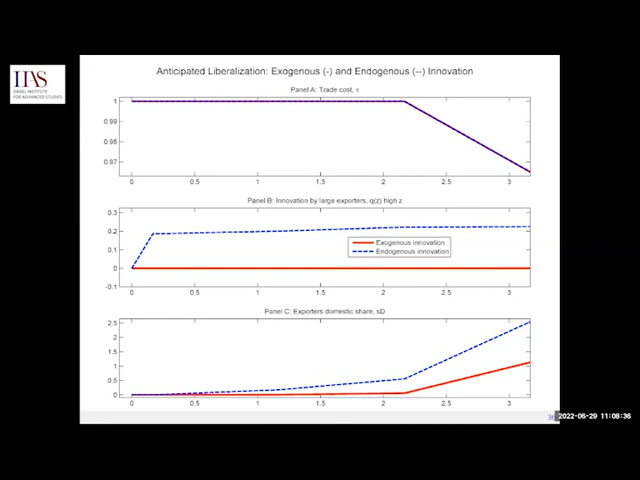 IIAS
ISRAEL INSTITUTE
FOR ADVANCED STUDIES
Anticipated Liberalization: Exogenous (-) and Endogenous (--) Innovation
Panel A: Trade cost, τ
1
0.99
0.98
0.97
0 0.5 1 1.5 2 2.5 3
Panel B: Innovation by large exporters, q(z) high z
0.3
0.2
0.1
0
-0.1
Exogenous innovation
Endogenous innovation
0 0.5 1 1.5 2 2.5 3
Panel C: Exporters domestic share, sD
2.5
2
1.5
1
0.5
0
0 0.5 1 1.5 2 2.5 3
2022-06-29 11:08:36